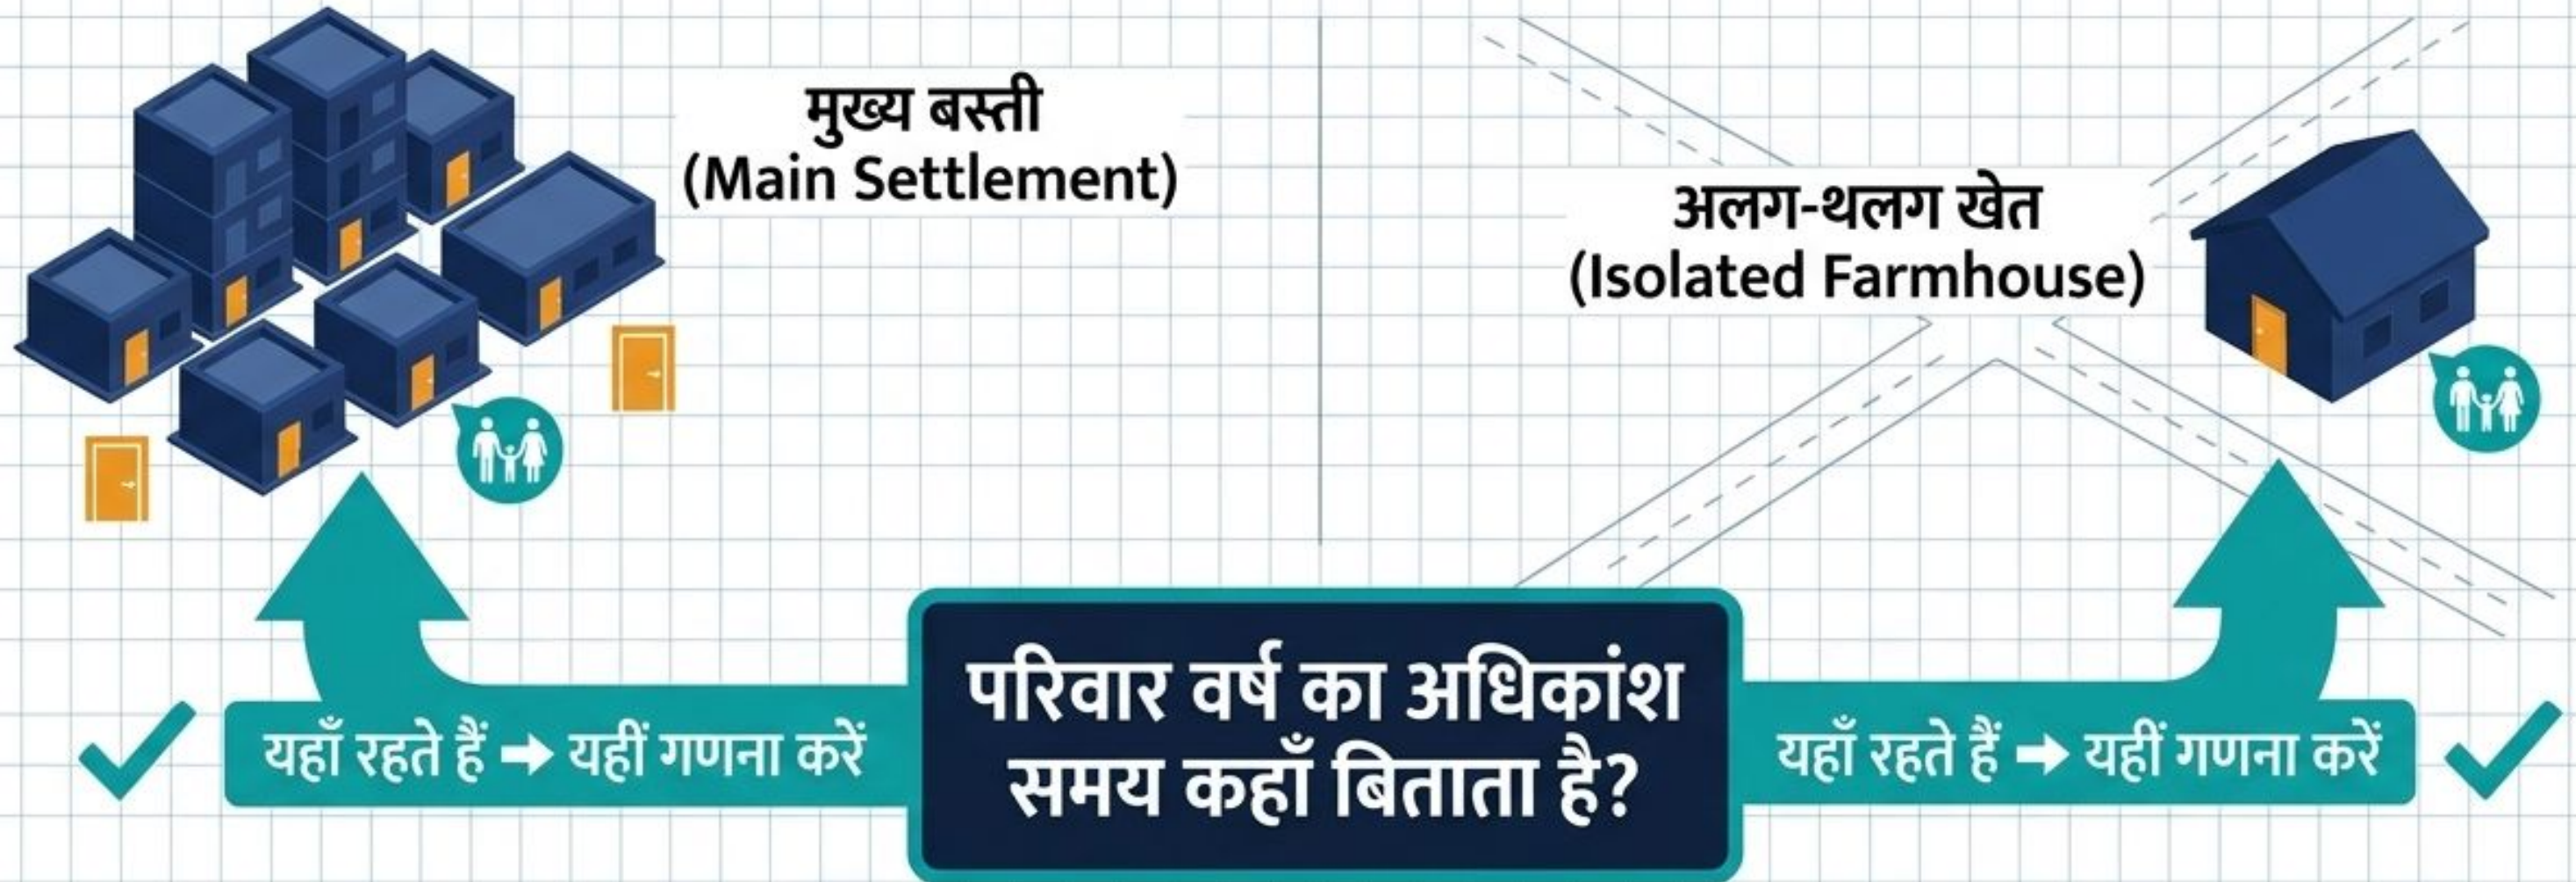 मुख्य बस्ती
(Main Settlement)
अलग-थलग खेत
(Isolated Farmhouse)
परिवार वर्ष का अधिकांश
समय कहाँ बिताता है?
यहाँ रहते हैं ➡ यहीं गणना करें
यहाँ रहते हैं ➡ यहीं गणना करें